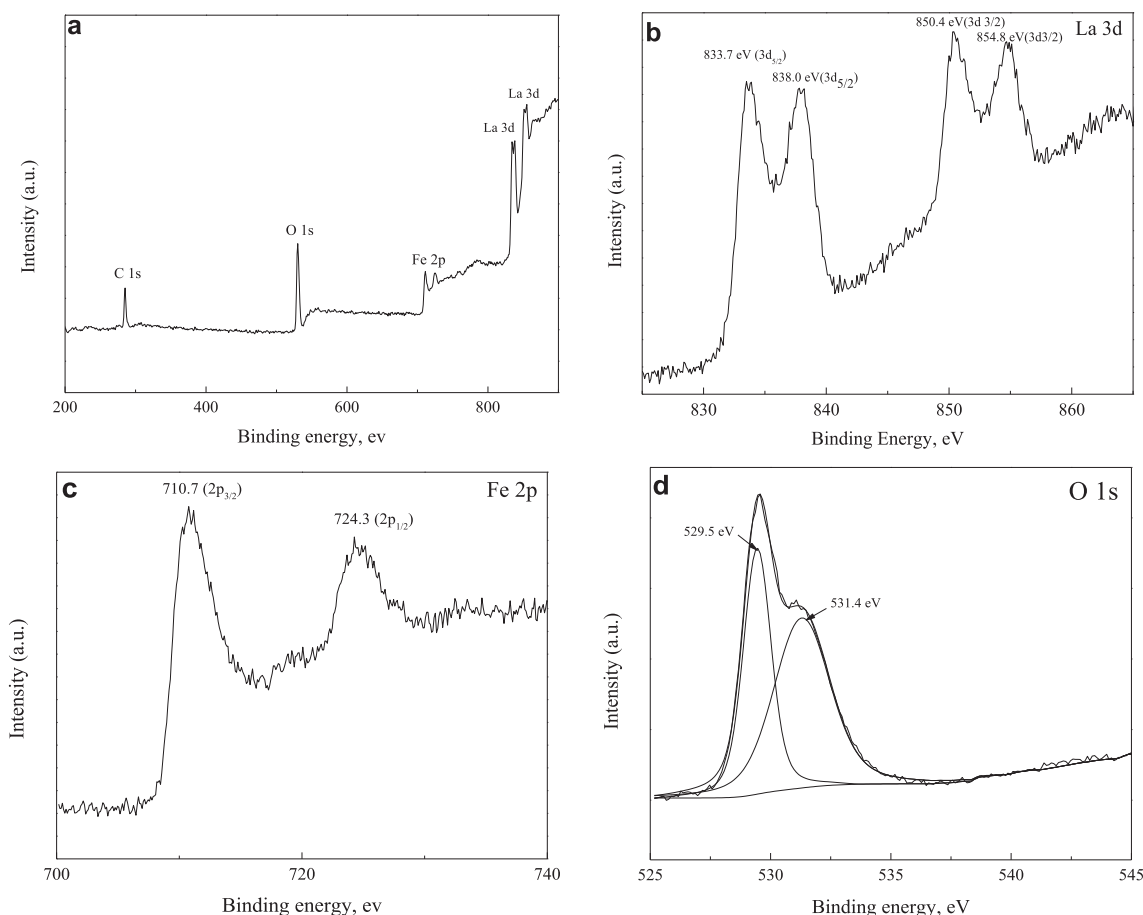 a
La 3d
La 3d
O 1s
Fe 2p
C 1s
Intensity (a.u.)
200 400 600 800
Binding energy, ev
b
La 3d
850.4 eV(3d 3/2)
854.8 eV(3d3/2)
833.7 eV (3d5/2)
838.0 eV(3d5/2)
Intensity (a.u.)
830 840 850 860
Binding Energy, eV
c
Fe 2p
710.7 (2p3/2)
724.3 (2p1/2)
Intensity (a.u.)
700 720 740
Binding energy, ev
d
O 1s
529.5 eV
531.4 eV
Intensity (a.u.)
525 530 535 540 545
Binding energy, eV